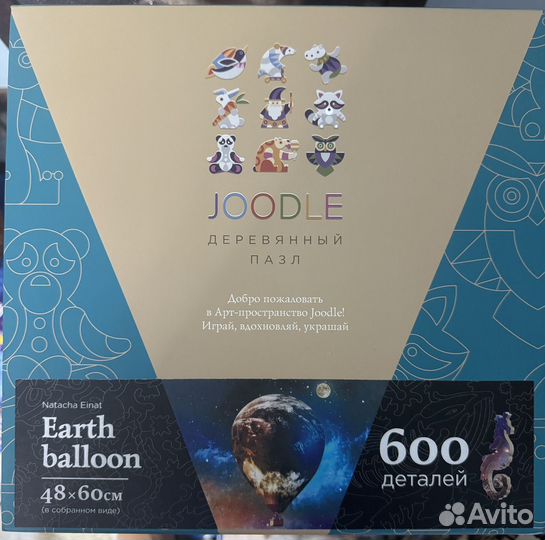 JOODLE
ДЕРЕВЯННЫЙ
ПАЗЛ
Добро пожаловать
в Арт-пространство Joodle!
Играй, вдохновляй, украшай
Natacha Einat
Earth
balloon
48×60см
(в собранном виде)
600
деталей
Avito